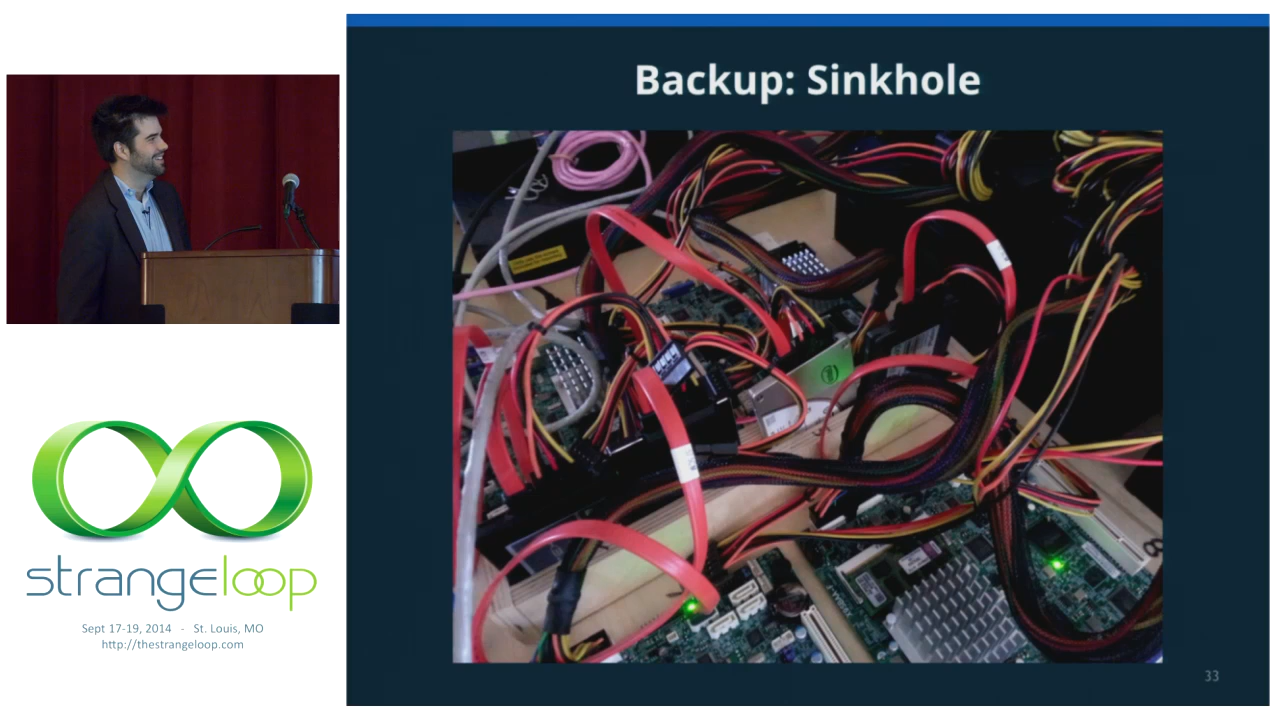 Backup: Sinkhole
strangeloop
Sept 17-19, 2014 - St. Louis, MO
http://thestrangeloop.com
33